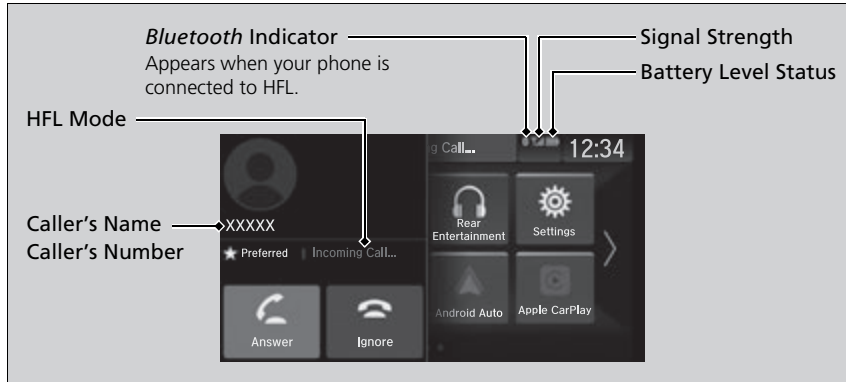 Bluetooth Indicator
Appears when your phone is
connected to HFL.
Signal Strength
Battery Level Status
HFL Mode
Caller's Name
Caller's Number
g Call...
12:34
XXXXX
Preferred
Incoming Call...
Answer
Ignore
Rear
Entertainment
Settings
Android Auto
Apple CarPlay